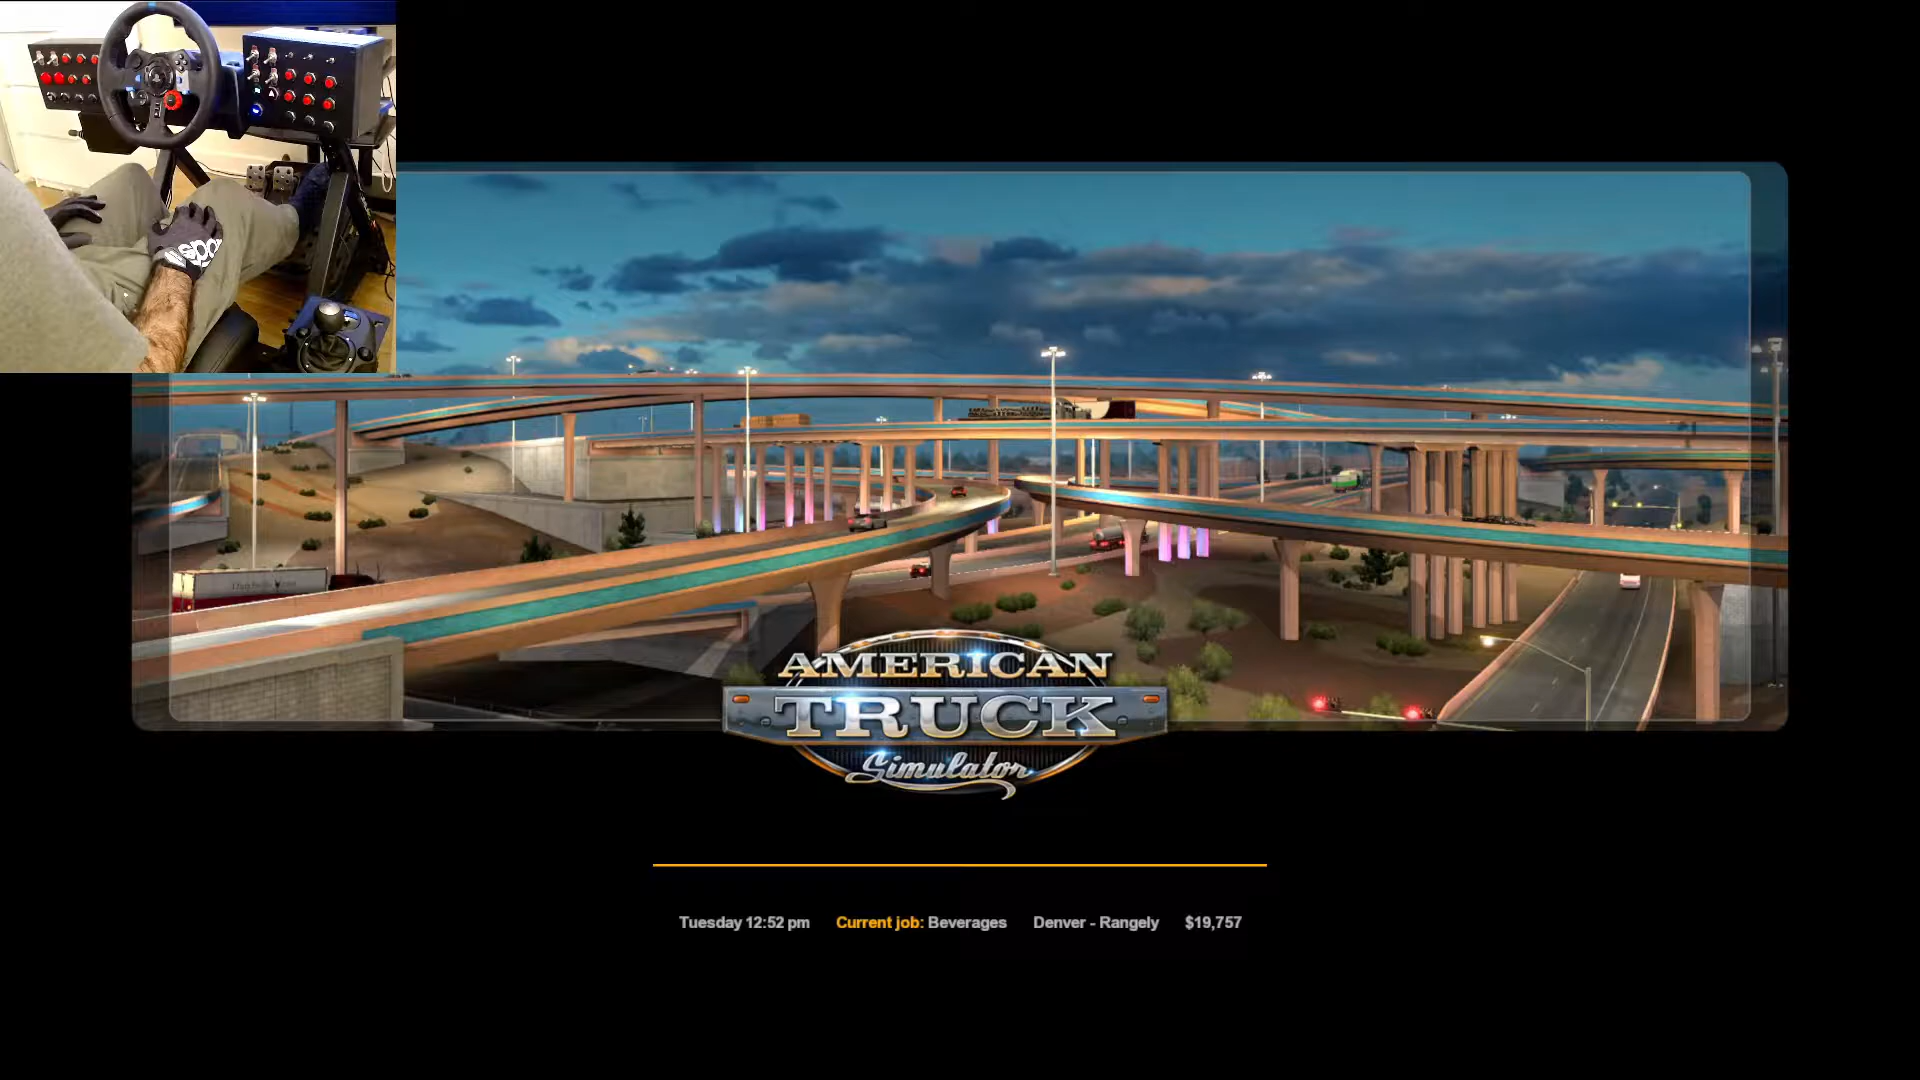 AMERICAN
TRUCK
Simulator
Tuesday 12:52 pm Current job: Beverages Denver - Rangely $19,757